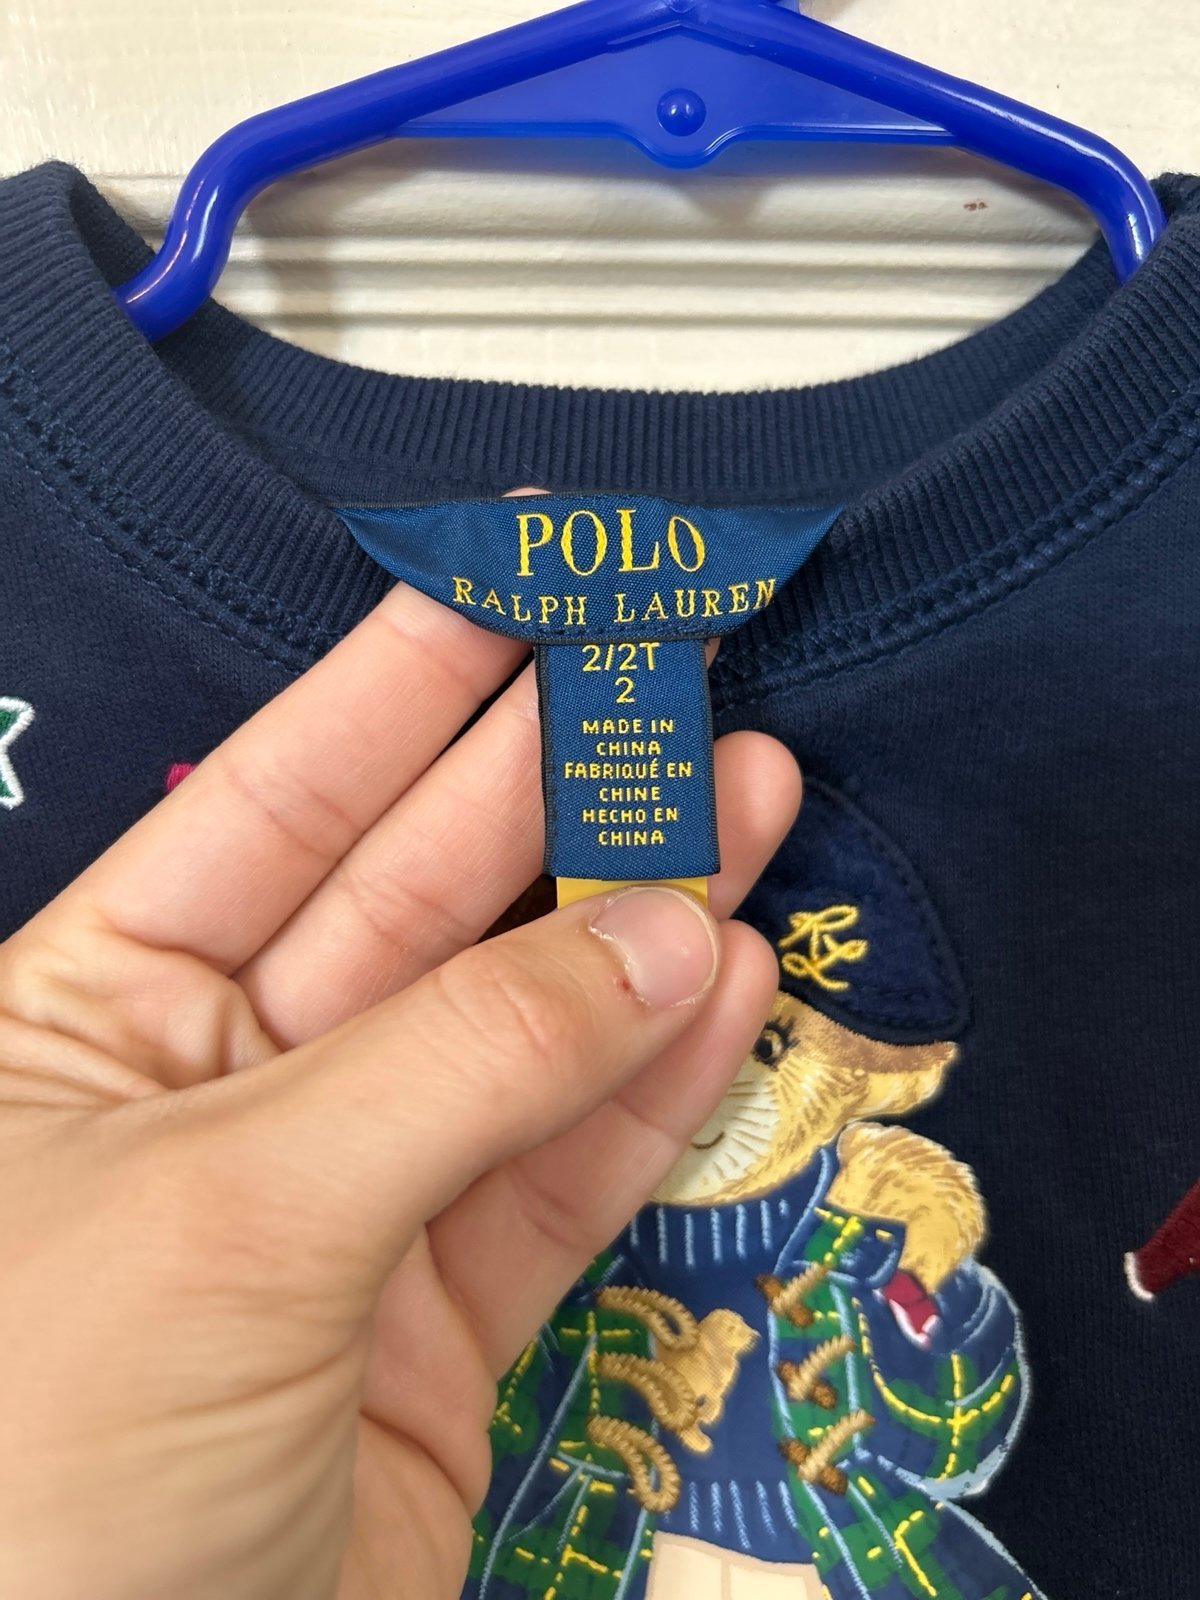 POLO
RALPH LAUREN
2/2T
2
MADE IN
CHINA
FABRIQUÉ EN
CHINE
HECHO EN
CHINA
RL